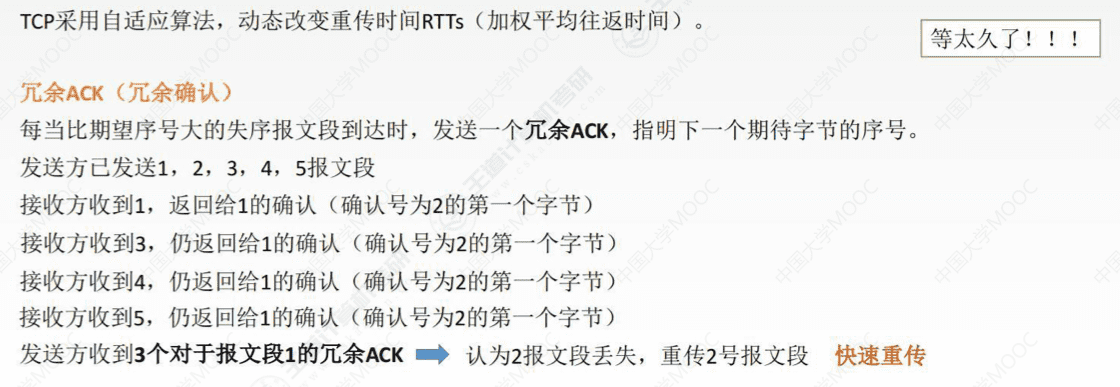 TCP采用自适应算法，动态改变重传时间RTTs（加权平均往返时间）。
等太久了！！！
冗余ACK（冗余确认）
每当比期望序号大的失序报文段到达时，发送一个冗余ACK，指明下一个期待字节的序号。
发送方已发送1，2，3，4，5报文段
接收方收到1，返回给1的确认（确认号为2的第一个字节）
接收方收到3，仍返回给1的确认（确认号为2的第一个字节）
接收方收到4，仍返回给1的确认（确认号为2的第一个字节）
接收方收到5，仍返回给1的确认（确认号为2的第一个字节）
发送方收到3个对于报文段1的冗余ACK 认为2报文段丢失，重传2号报文段 快速重传